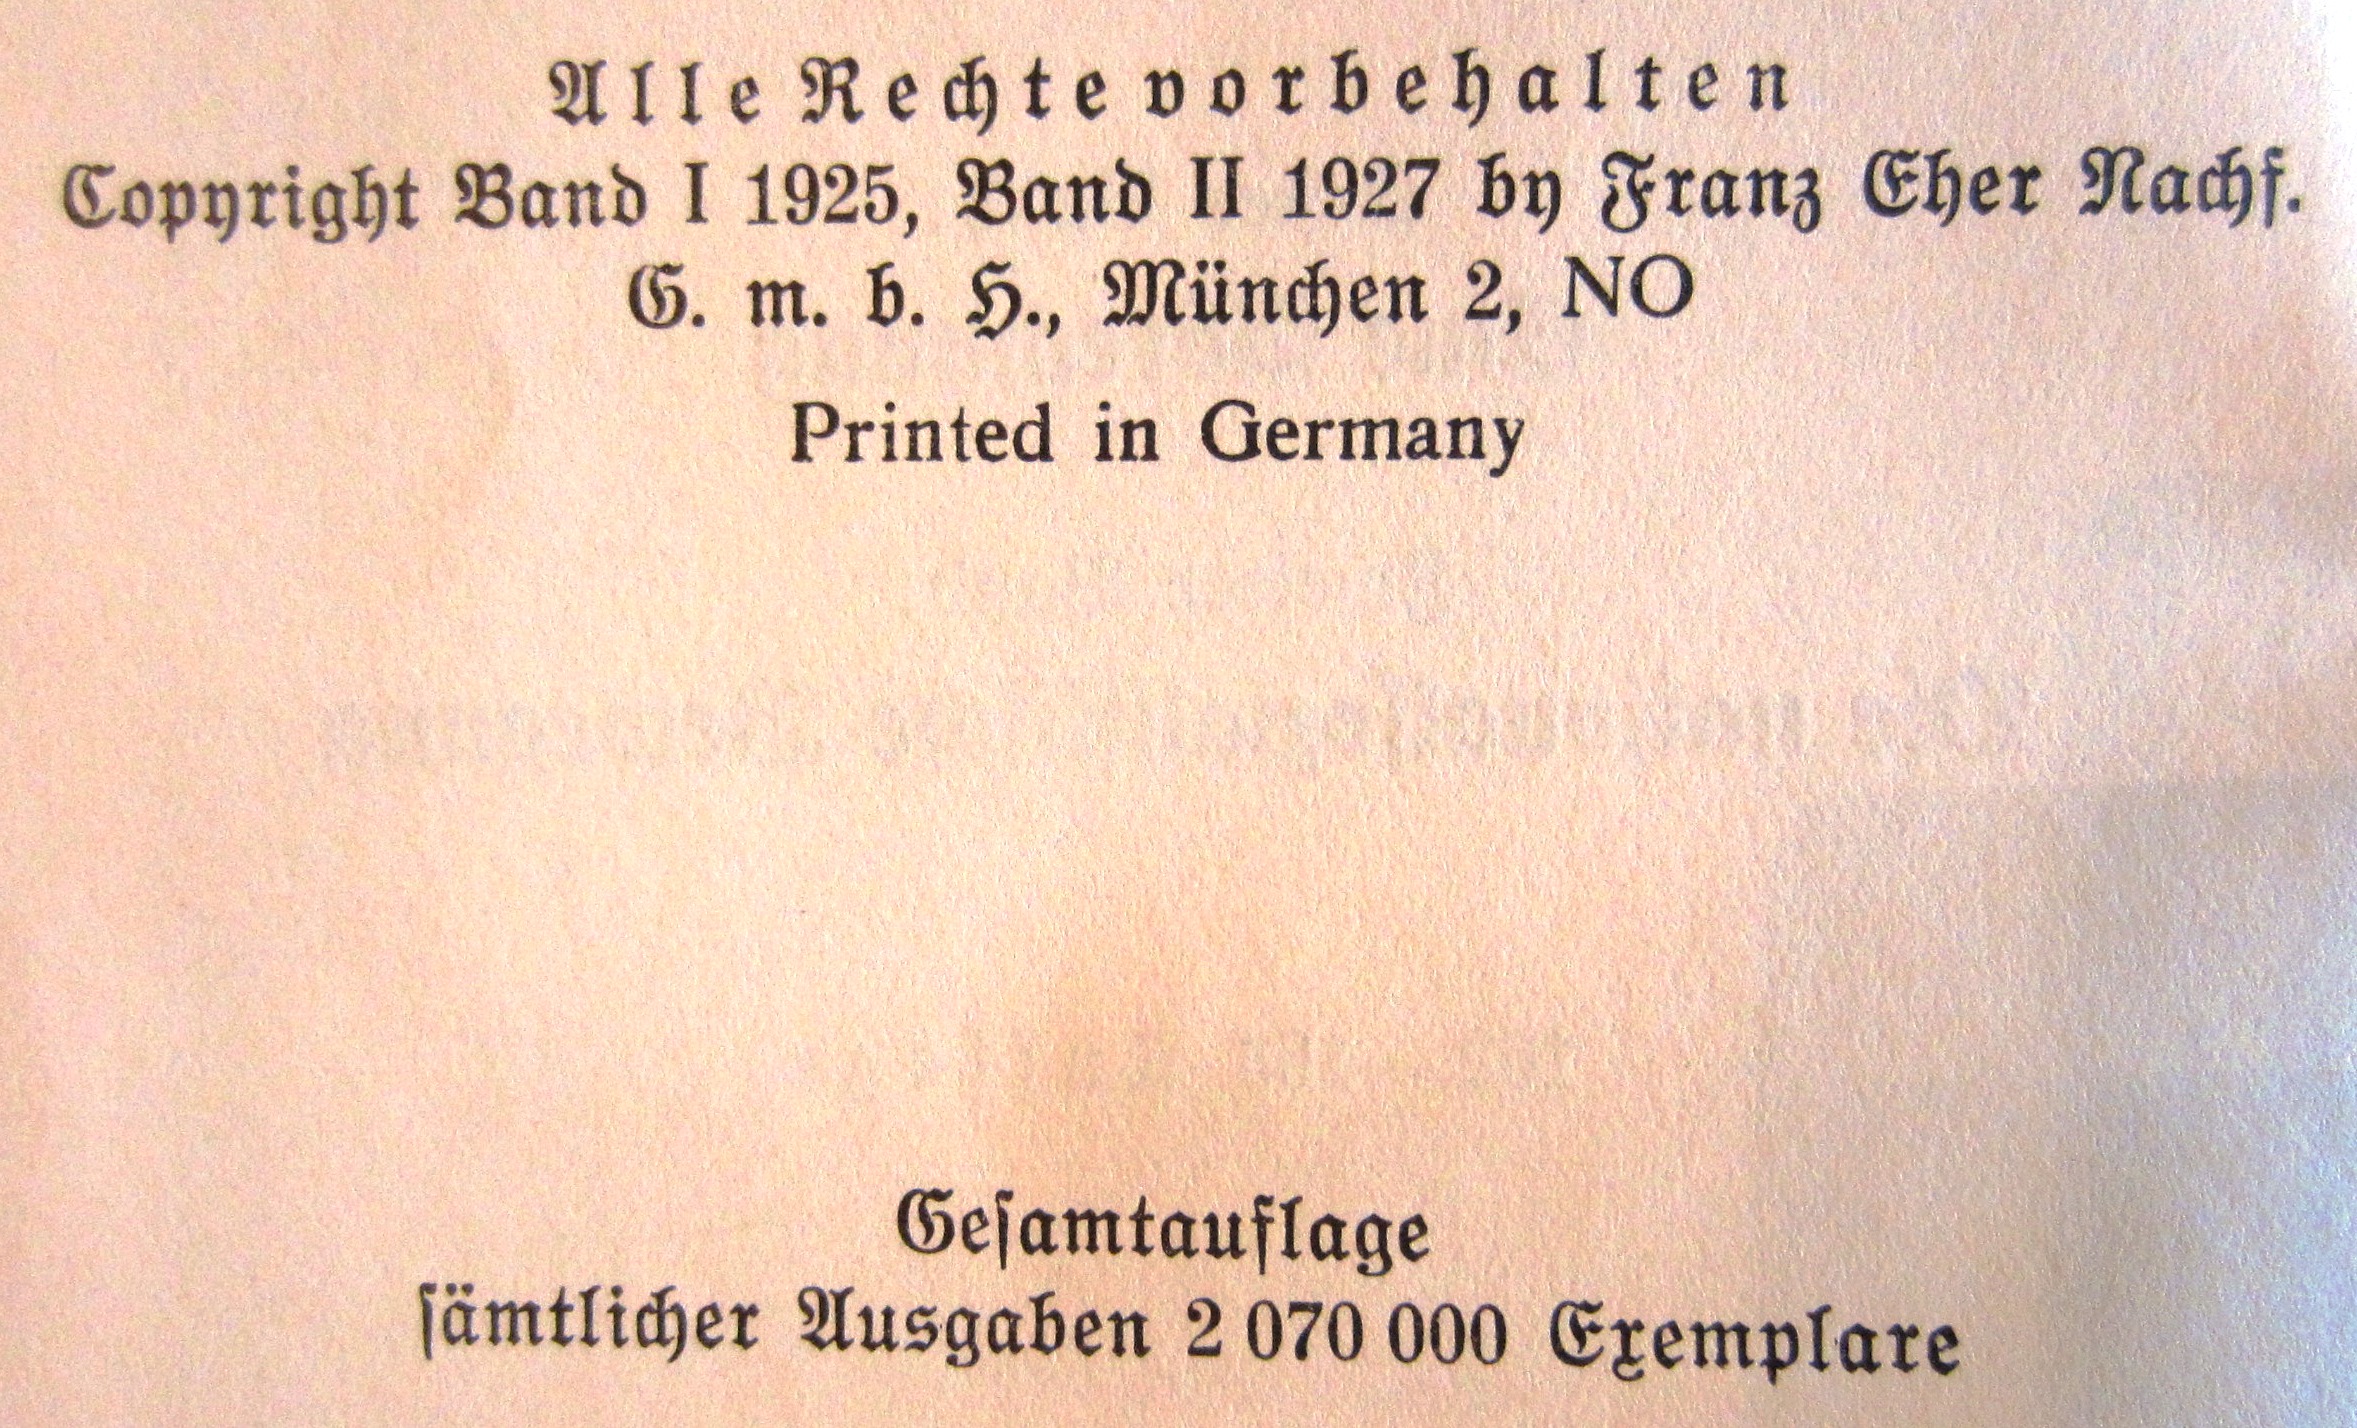 Alle Rechte vorbehalten
Copyright Band I 1925, Band II 1927 by Franz Eher Nachf.
G. m. b. H., München 2, NO
Printed in Germany
Geſamtauflage
ſämtlicher Ausgaben 2 070 000 Exemplare